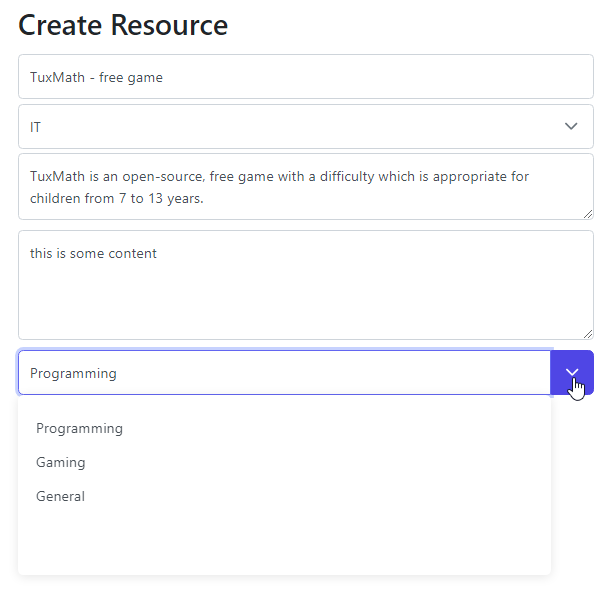 Create Resource
TuxMath - free game
IT
TuxMath is an open-source, free game with a difficulty which is appropriate for
children from 7 to 13 years.
this is some content
Programming
Programming
Gaming
General